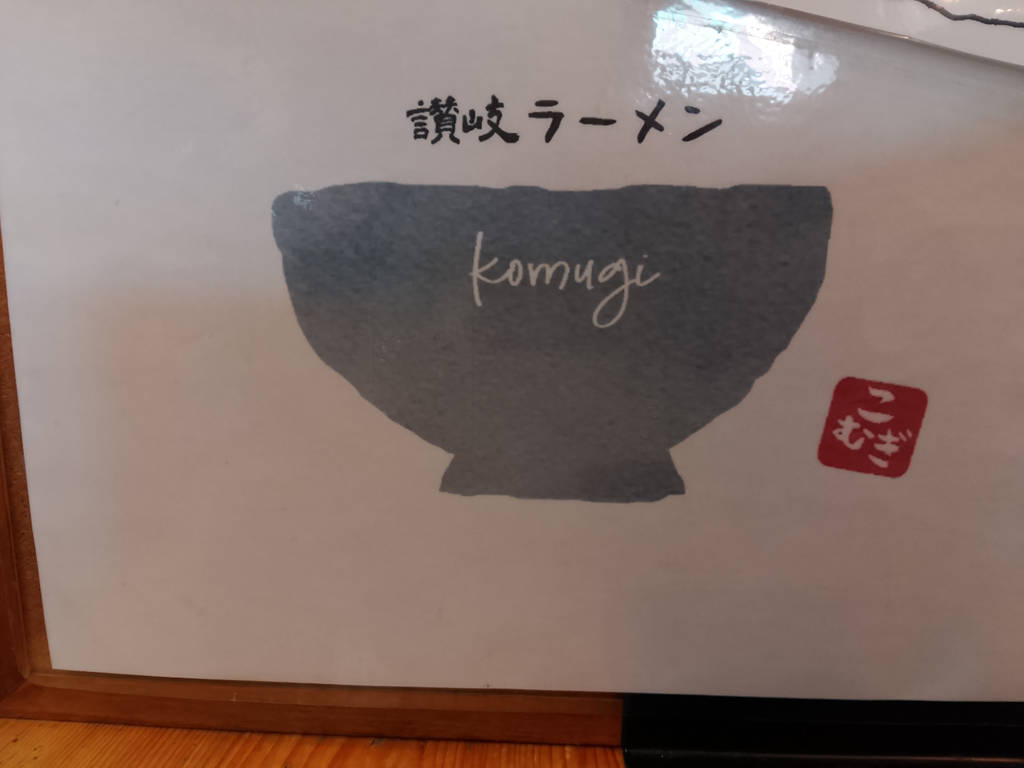 讃岐ラーメン
komugi
こ
むぎ